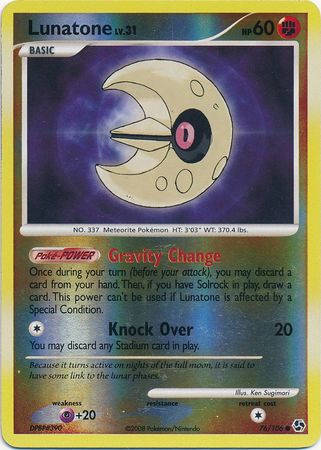 Lunatone LV.31 HP 60
BASIC
NO. 337 Meteorite Pokémon HT: 3'03" WT: 370.4 lbs.
Poké-POWER Gravity Change
Once during your turn (before your attack), you may discard a
card from your hand. Then, if you have Solrock in play, draw a
card. This power can't be used if Lunatone is affected by a
Special Condition.
Knock Over 20
You may discard any Stadium card in play.
Because it turns active on nights of the full moon, it is said to
have some link to the lunar phases.
Illus. Ken Sugimori
weakness resistance retreat cost
+20
DPBP#390 ©2008 Pokémon/Nintendo 76/106